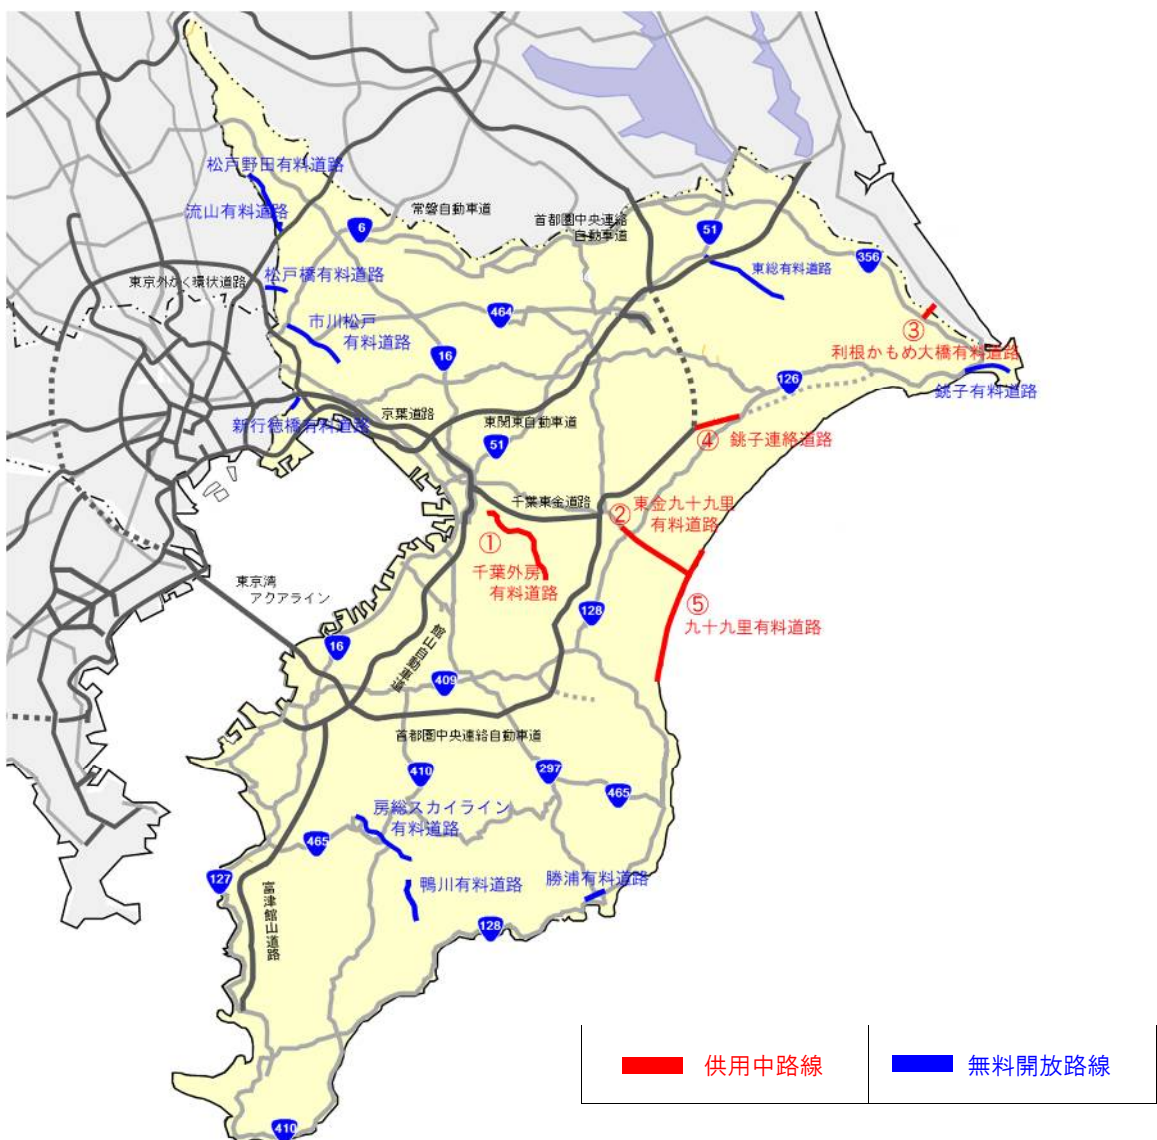 松戸野田有料道路
流山有料道路
常磐自動車道
6
首都圏中央連絡
自動車道
51
356
東京外かく環状道路
松戸橋有料道路
東総有料道路
464
市川松戸
有料道路
③
利根かもめ大橋有料道路
16
126
銚子有料道路
京葉道路
新行徳橋有料道路
東関東自動車道
51
④
銚子連絡道路
千葉東金道路
②
東金九十九里
有料道路
①
千葉外房
有料道路
東京湾
アクアライン
128
⑤
九十九里有料道路
16
館山自動車道
409
首都圏中央連絡自動車道
410
297
465
房総スカイライン
有料道路
465
127
鴨川有料道路
勝浦有料道路
富津館山道路
128
410
供用中路線
無料開放路線